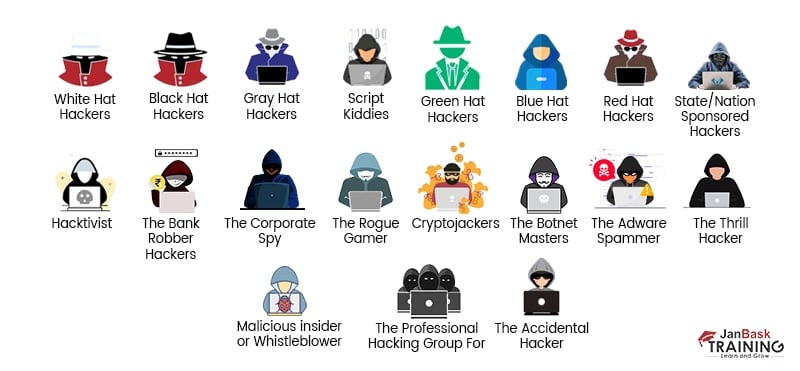 White Hat
Hackers
Black Hat
Hackers
Gray Hat
Hackers
Script
Kiddies
Green Hat
Hackers
Blue Hat
Hackers
Red Hat
Hackers
State/Nation
Sponsored
Hackers
Hacktivist
The Bank
Robber
Hackers
The Corporate
Spy
The Rogue
Gamer
Cryptojackers
The Botnet
Masters
The Adware
Spammer
The Thrill
Hacker
Malicious insider
or Whistleblower
The Professional
Hacking Group For
The Accidental
Hacker
JanBask
TRAINING
Learn and Grow